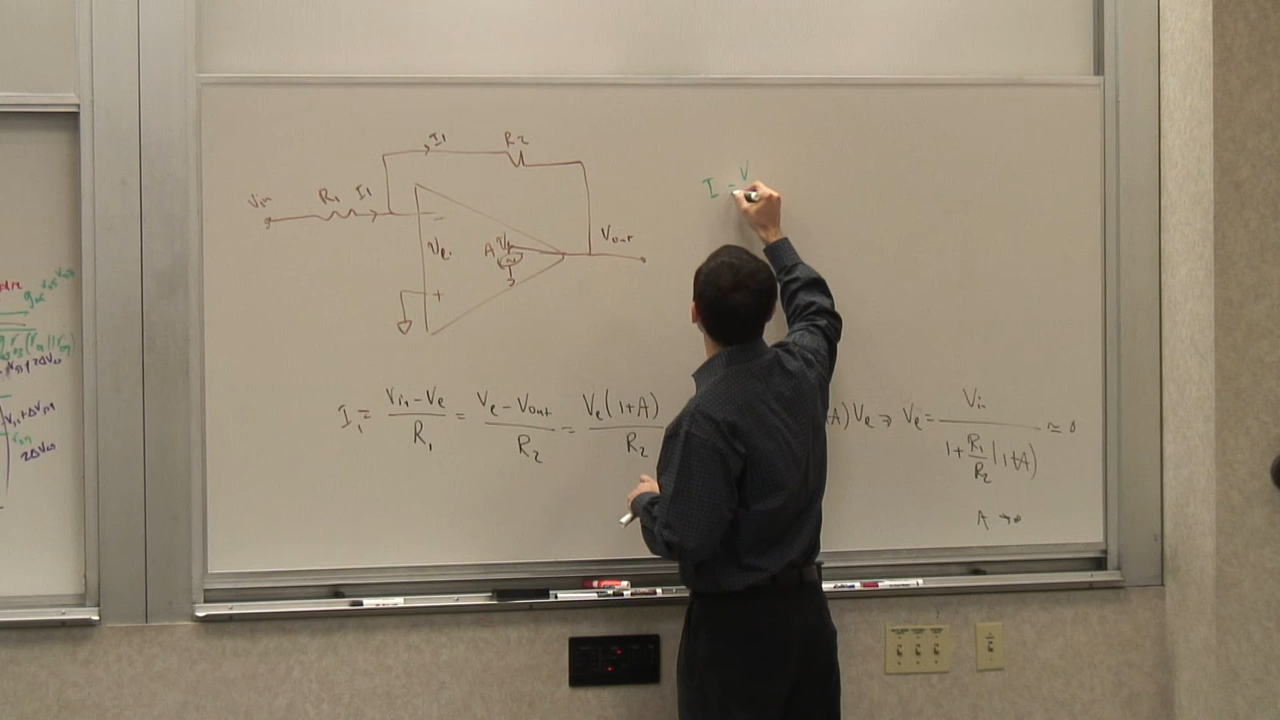 I1
R2
Vin
R1
I1
-
Ve
A Ve
Vout
+
I = V
I1 = (Vin - Ve)/R1 = (Ve - Vout)/R2 = Ve(1+A)/R2
A) Ve ⇒ Ve = Vin/(1 + R1/R2 (1+A)) ≃ 0
A → ∞